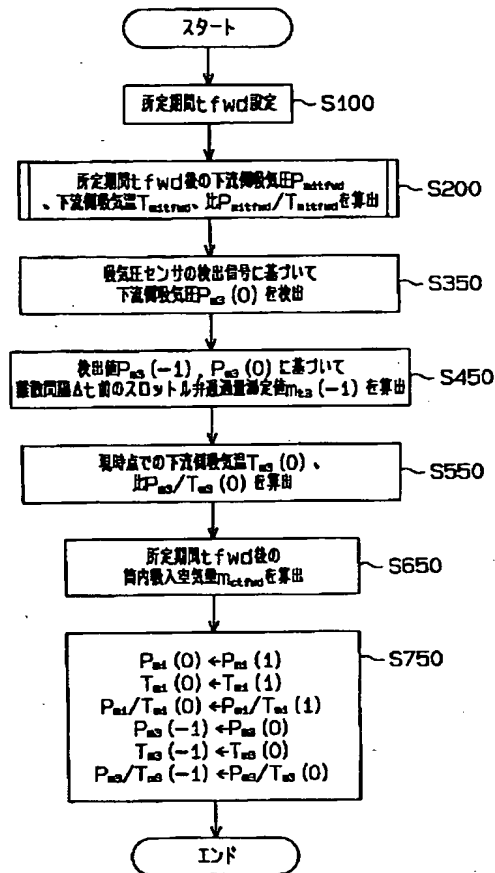 スタート
所定期間tfwd設定
S100
所定期間tfwd後の下流側吸気圧Pmitfwd
、下流側吸気温Tmitfwd、比Pmitfwd/Tmitfwdを算出
S200
吸気圧センサの検出信号に基づいて
下流側吸気圧Pm3(0)を検出
S350
検出値Pm3(-1),Pm3(0)に基づいて
離散間隔Δt前のスロットル弁通過量測定値mt3(-1)を算出
S450
現時点での下流側吸気温Tm3(0)、
比Pm3/Tm3(0)を算出
S550
所定期間tfwd後の
筒内吸入空気量mctfwdを算出
S650
Pm1(0)←Pm1(1)
Tm1(0)←Tm1(1)
Pm1/Tm1(0)←Pm1/Tm1(1)
Pm3(-1)←Pm3(0)
Tm3(-1)←Tm3(0)
Pm3/Tm3(-1)←Pm3/Tm3(0)
S750
エンド